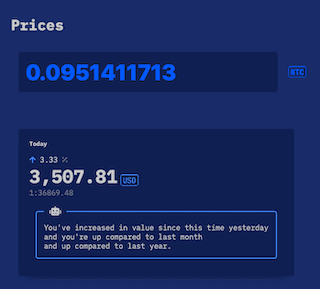 Prices
0.0951411713
BTC
Today
↑ 3.33 %
3,507.81 USD
1:36869.48
You've increased in value since this time yesterday
and you're up compared to last month
and up compared to last year.